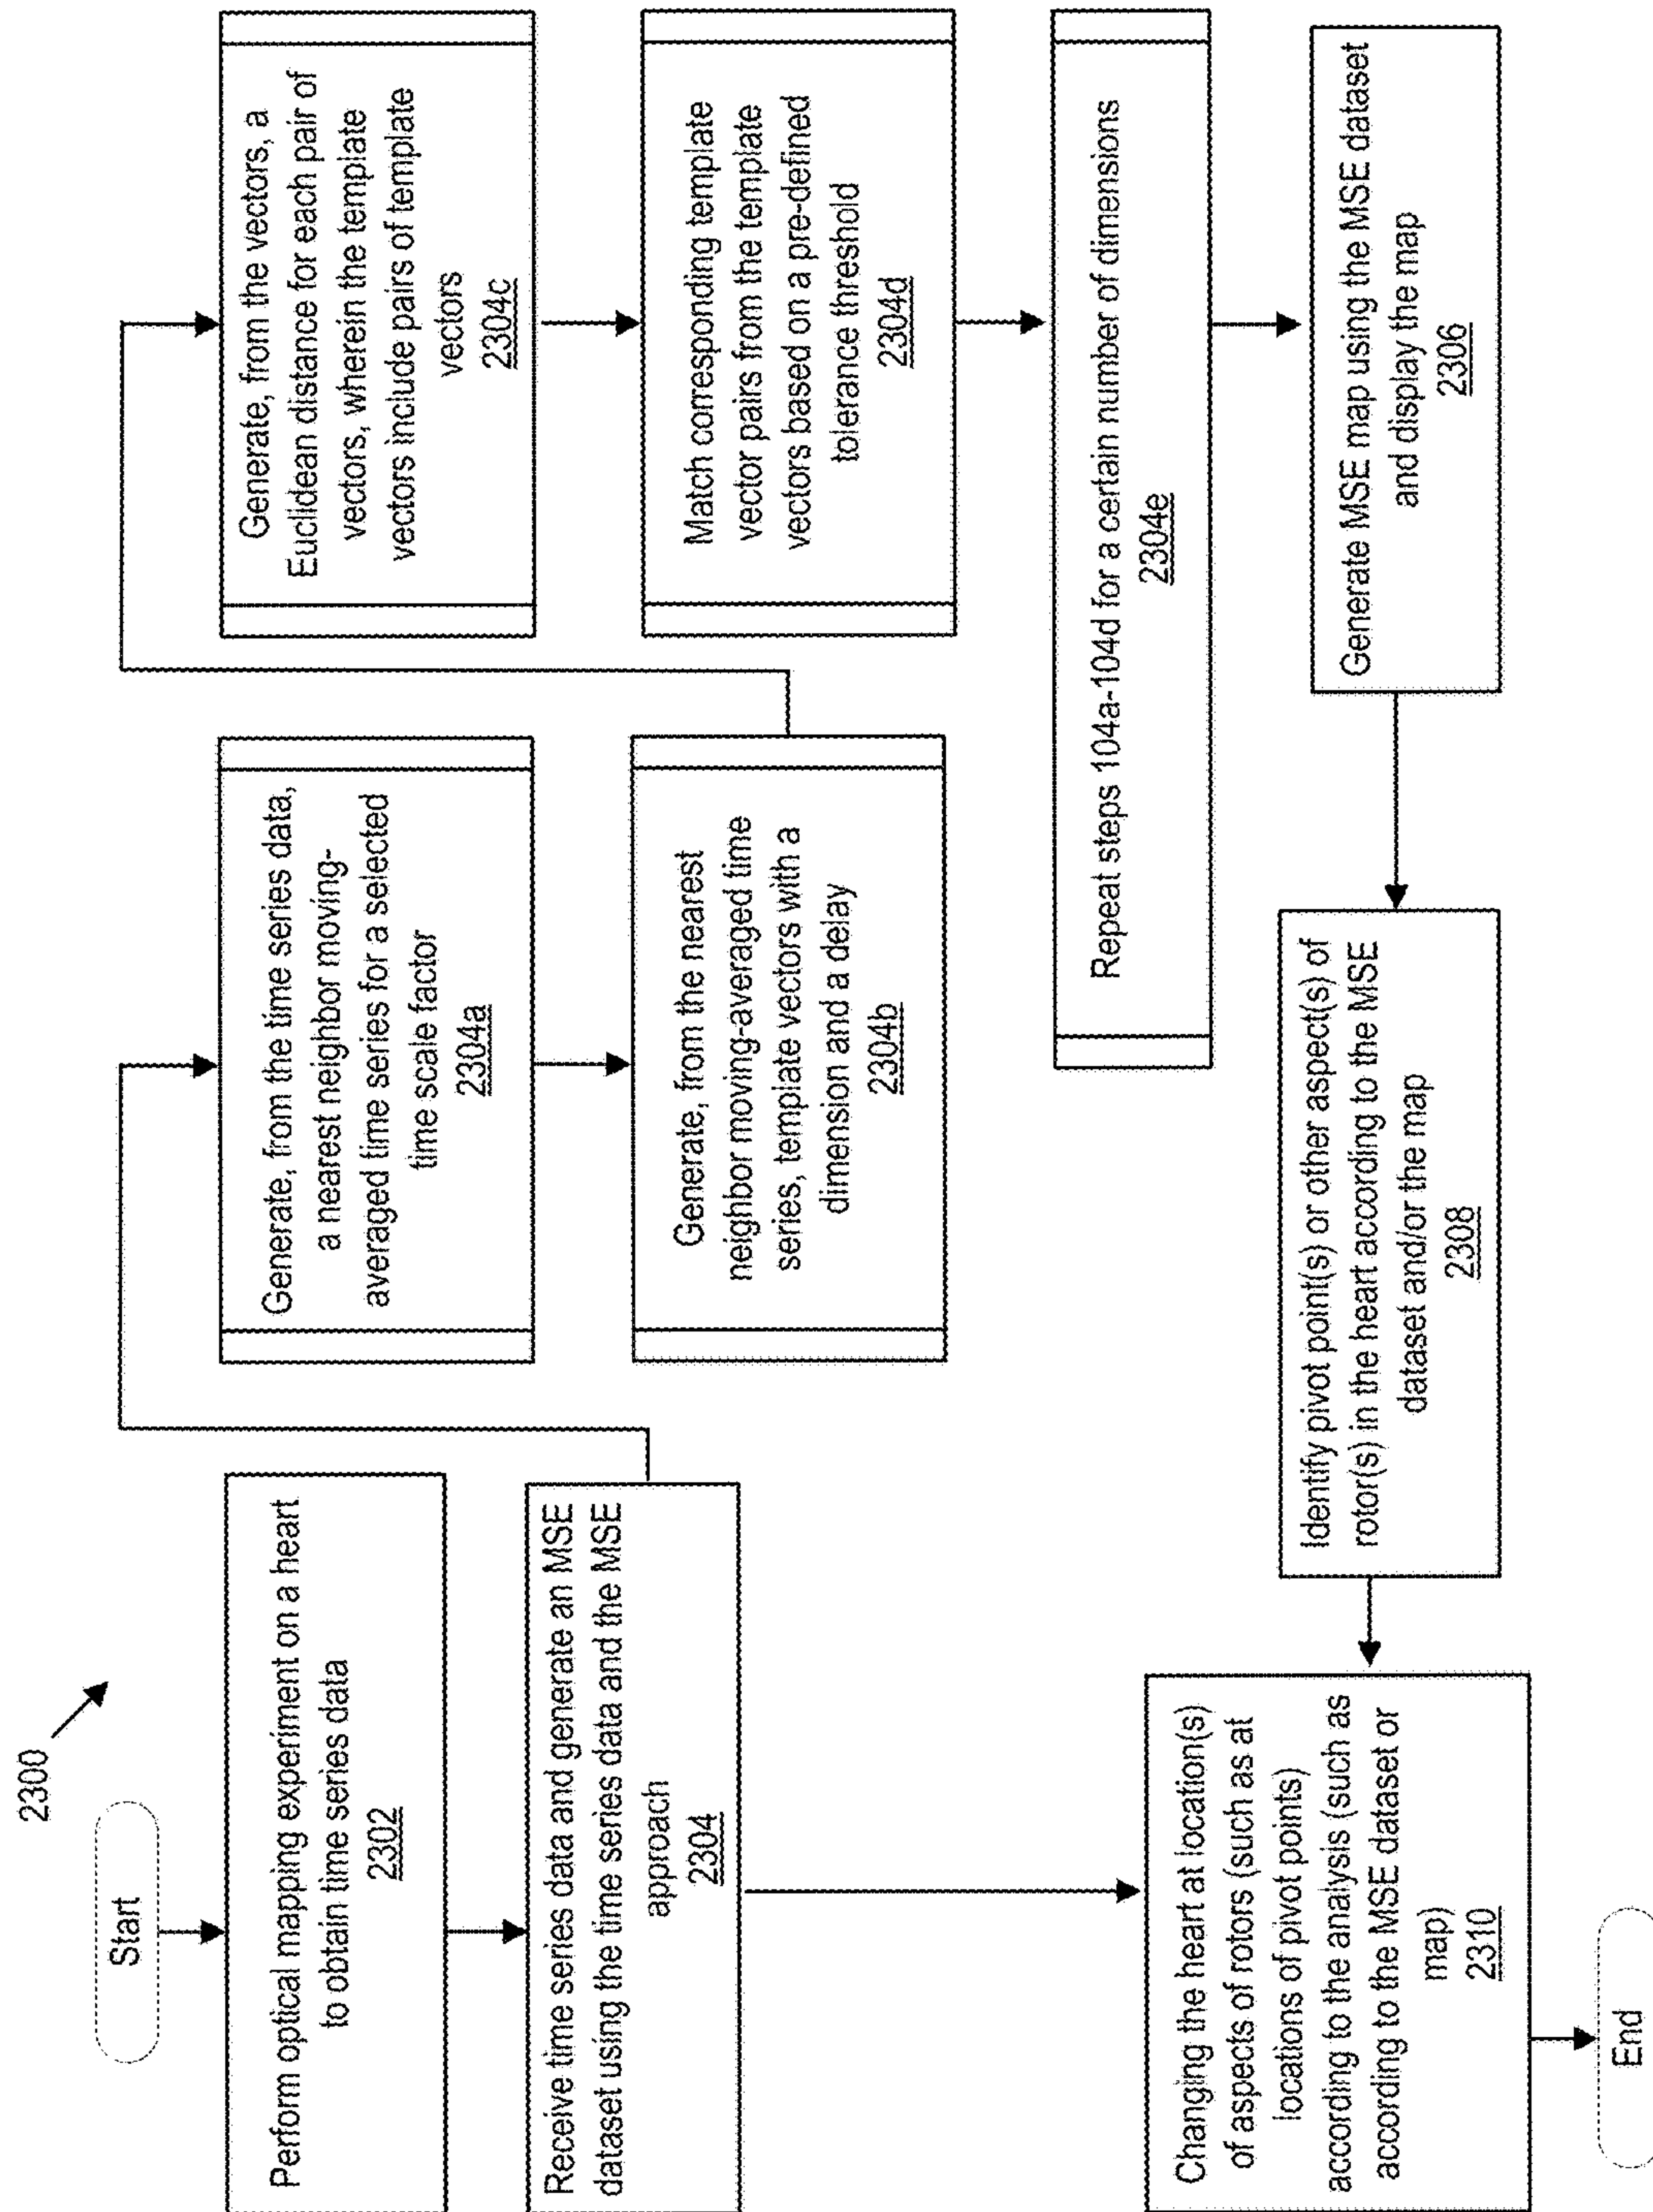 2300
Start
Perform optical mapping experiment on a heart
to obtain time series data
2302
Receive time series data and generate an MSE
dataset using the time series data and the MSE
approach
2304
Generate, from the time series data,
a nearest neighbor moving-
averaged time series for a selected
time scale factor
2304a
Generate, from the nearest
neighbor moving-averaged time
series, template vectors with a
dimension and a delay
2304b
Generate, from the vectors, a
Euclidean distance for each pair of
vectors, wherein the template
vectors include pairs of template
vectors
2304c
Match corresponding template
vector pairs from the template
vectors based on a pre-defined
tolerance threshold
2304d
Repeat steps 104a-104d for a certain number of dimensions
2304e
Generate MSE map using the MSE dataset
and display the map
2306
Identify pivot point(s) or other aspect(s) of
rotor(s) in the heart according to the MSE
dataset and/or the map
2308
Changing the heart at location(s)
of aspects of rotors (such as at
locations of pivot points)
according to the analysis (such as
according to the MSE dataset or
map)
2310
End